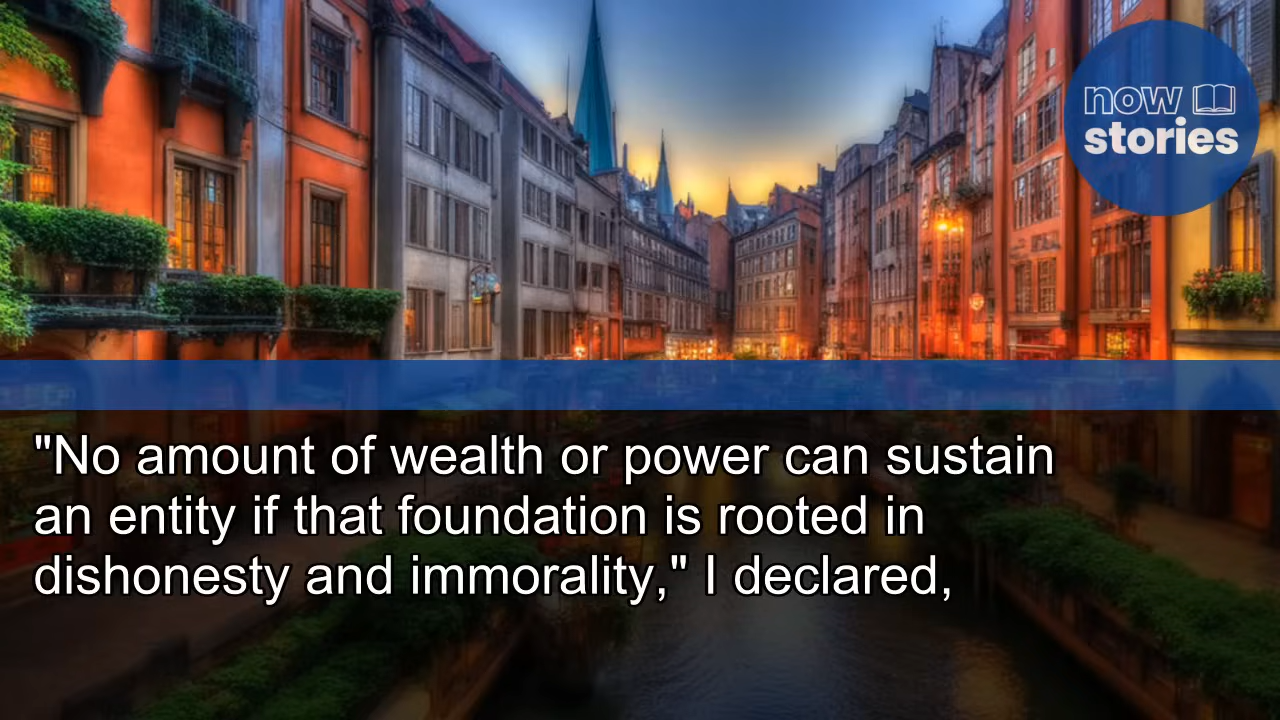 now
stories
"No amount of wealth or power can sustain
an entity if that foundation is rooted in
dishonesty and immorality," I declared,